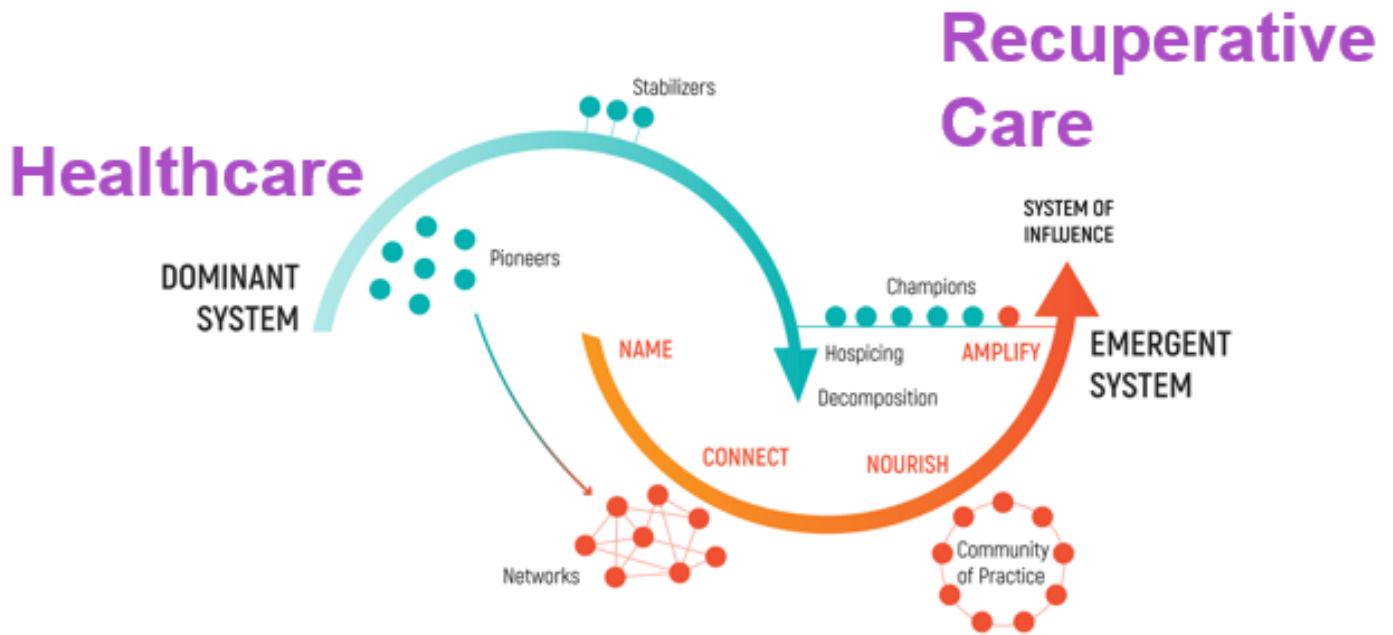 Recuperative
Care
Healthcare
Stabilizers
SYSTEM OF
INFLUENCE
Pioneers
DOMINANT
SYSTEM
Champions
NAME
Hospicing
AMPLIFY
EMERGENT
SYSTEM
Decomposition
CONNECT
NOURISH
Networks
Community
of Practice